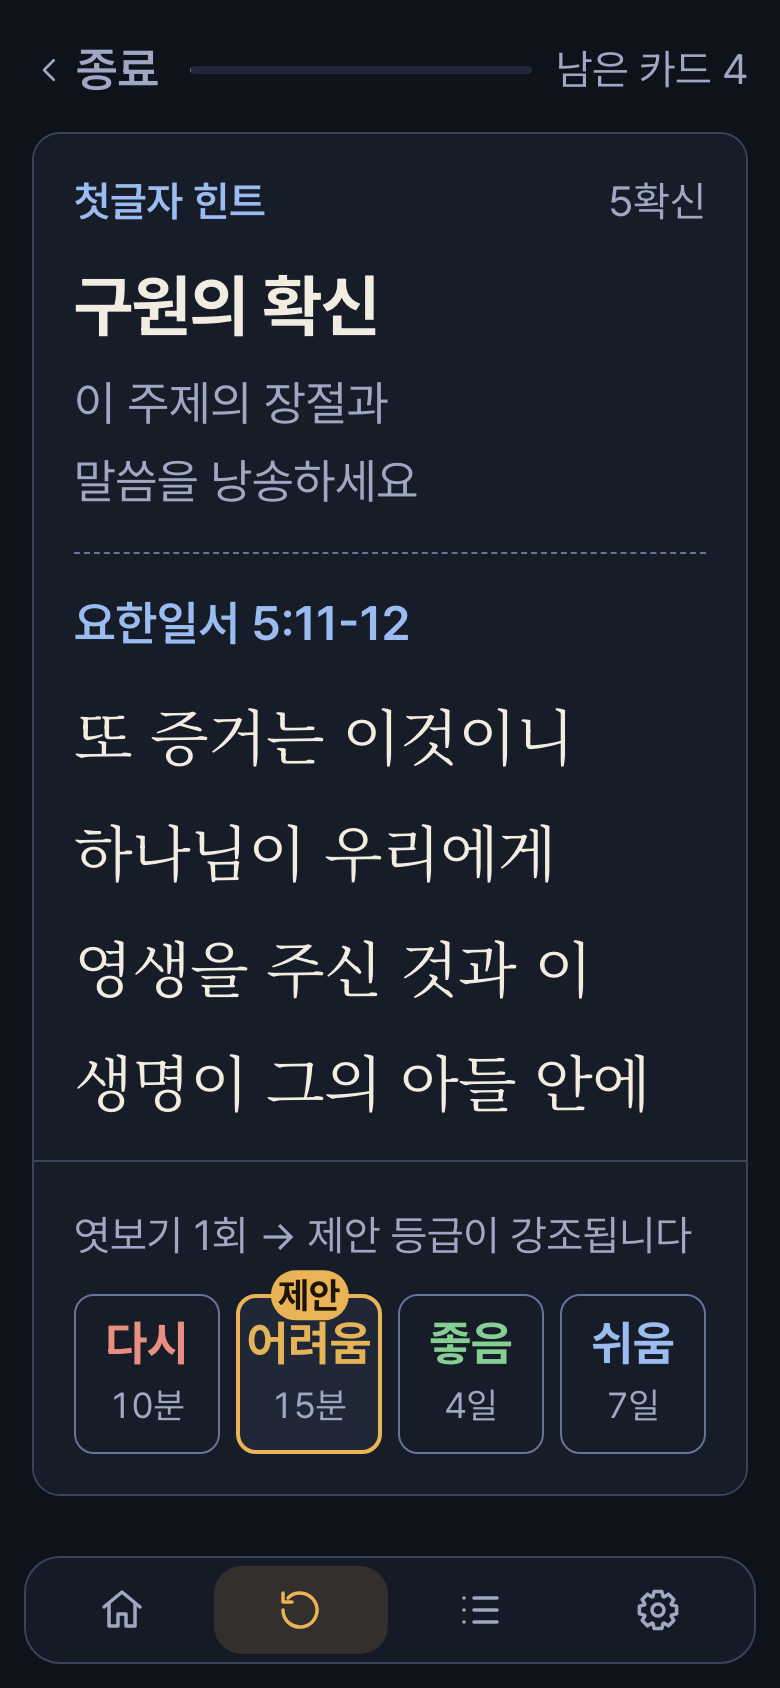 종료
남은 카드 4
첫글자 힌트
5확신
구원의 확신
이 주제의 장절과
말씀을 낭송하세요
요한일서 5:11-12
또 증거는 이것이니
하나님이 우리에게
영생을 주신 것과 이
생명이 그의 아들 안에
엿보기 1회 → 제안 등급이 강조됩니다
제안
다시
어려움
좋음
쉬움
10분
15분
4일
7일